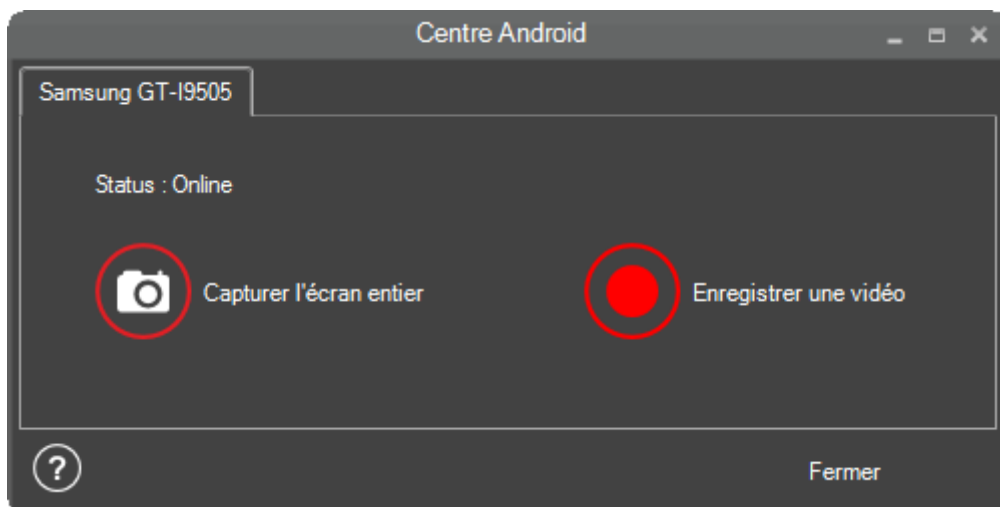 Centre Android
Samsung GT-I9505
Status : Online
Capturer l'écran entier
Enregistrer une vidéo
?
Fermer